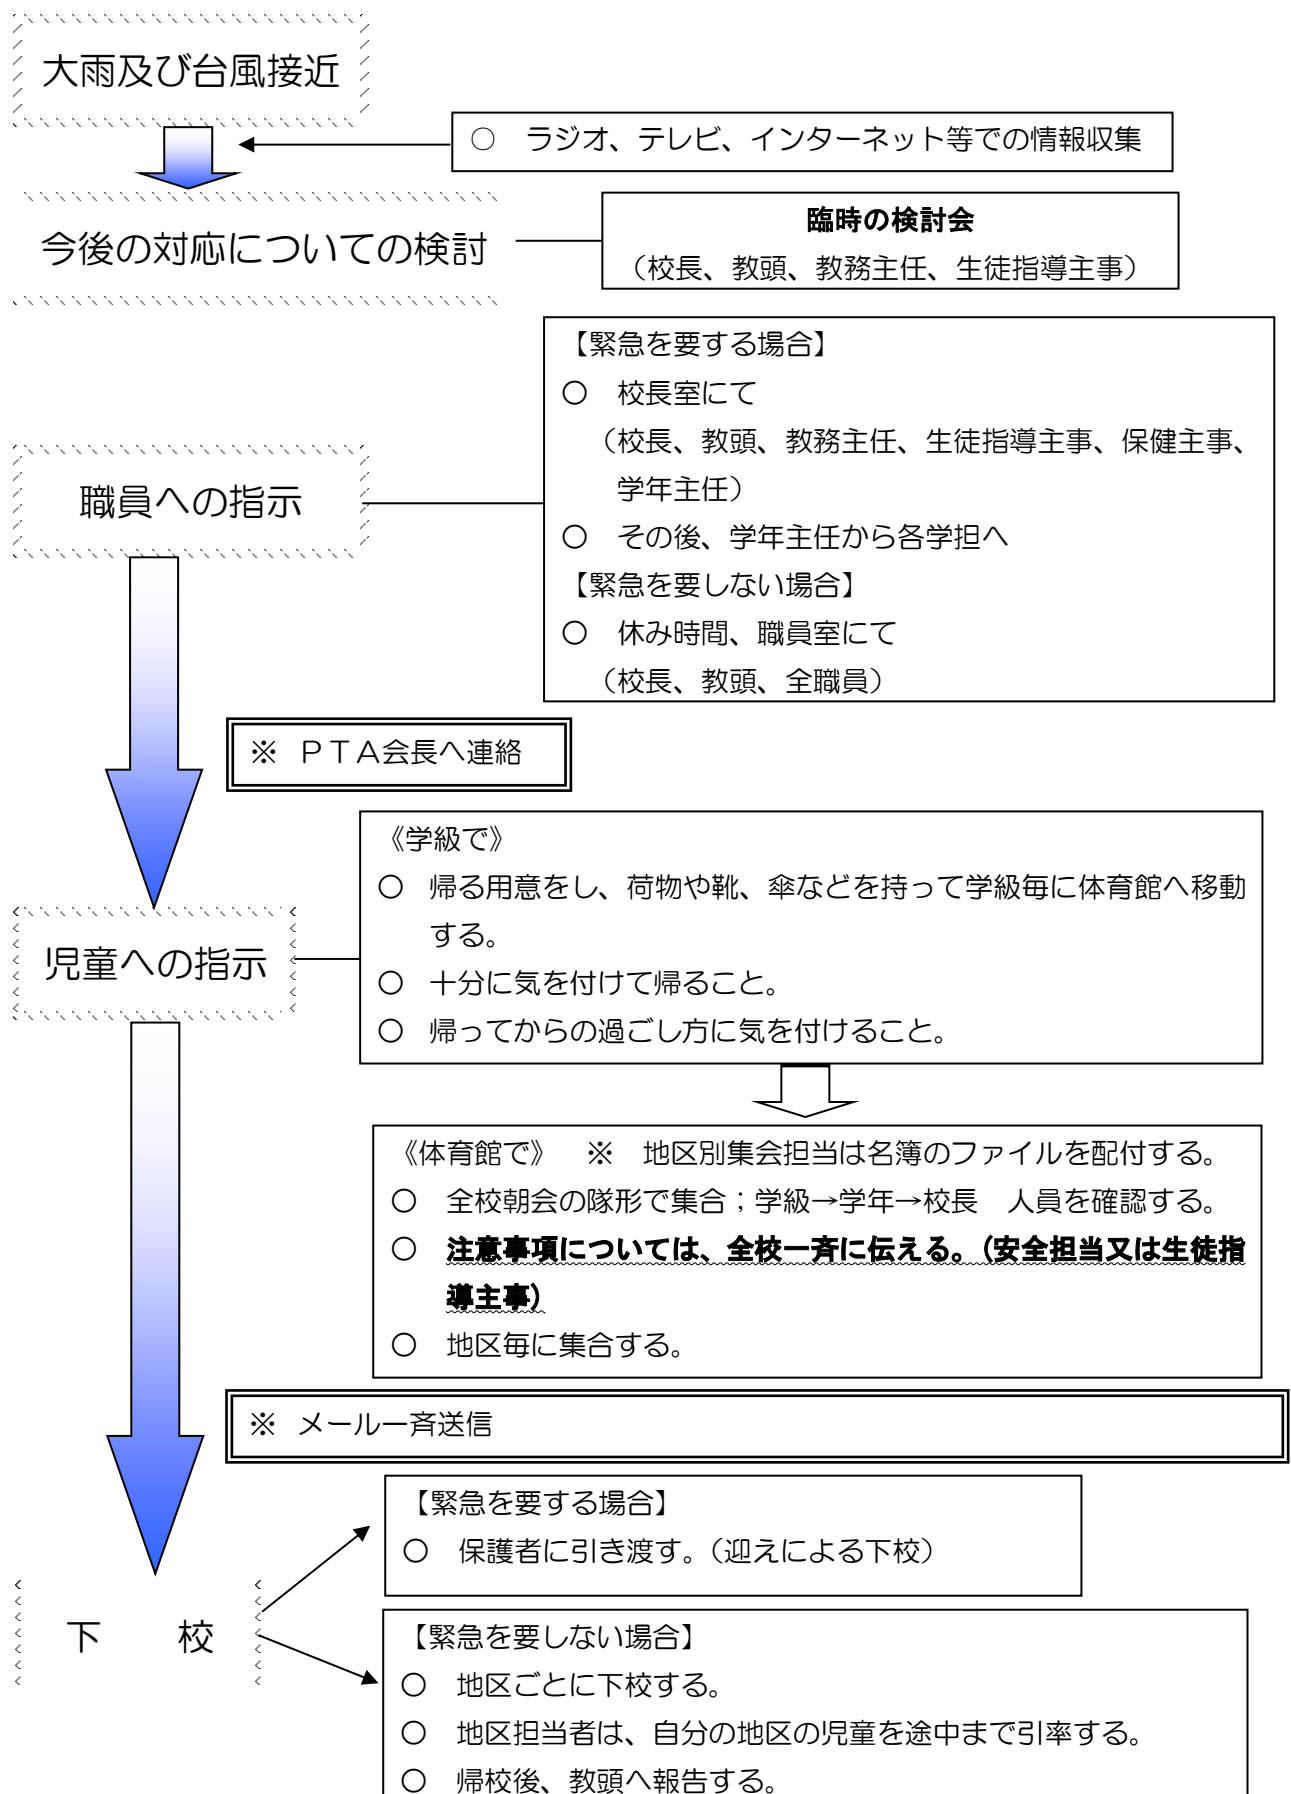 大雨及び台風接近
○　ラジオ、テレビ、インターネット等での情報収集
今後の対応についての検討
臨時の検討会
（校長、教頭、教務主任、生徒指導主事）
【緊急を要する場合】
○　校長室にて
（校長、教頭、教務主任、生徒指導主事、保健主事、
学年主任）
○　その後、学年主任から各学担へ
【緊急を要しない場合】
○　休み時間、職員室にて
（校長、教頭、全職員）
職員への指示
※　ＰＴＡ会長へ連絡
《学級で》
○　帰る用意をし、荷物や靴、傘などを持って学級毎に体育館へ移動
する。
○　十分に気を付けて帰ること。
○　帰ってからの過ごし方に気を付けること。
児童への指示
《体育館で》　※　地区別集会担当は名簿のファイルを配付する。
○　全校朝会の隊形で集合；学級→学年→校長　人員を確認する。
○　注意事項については、全校一斉に伝える。（安全担当又は生徒指
導主事）
○　地区毎に集合する。
※　メール一斉送信
【緊急を要する場合】
○　保護者に引き渡す。（迎えによる下校）
下　校
【緊急を要しない場合】
○　地区ごとに下校する。
○　地区担当者は、自分の地区の児童を途中まで引率する。
○　帰校後、教頭へ報告する。